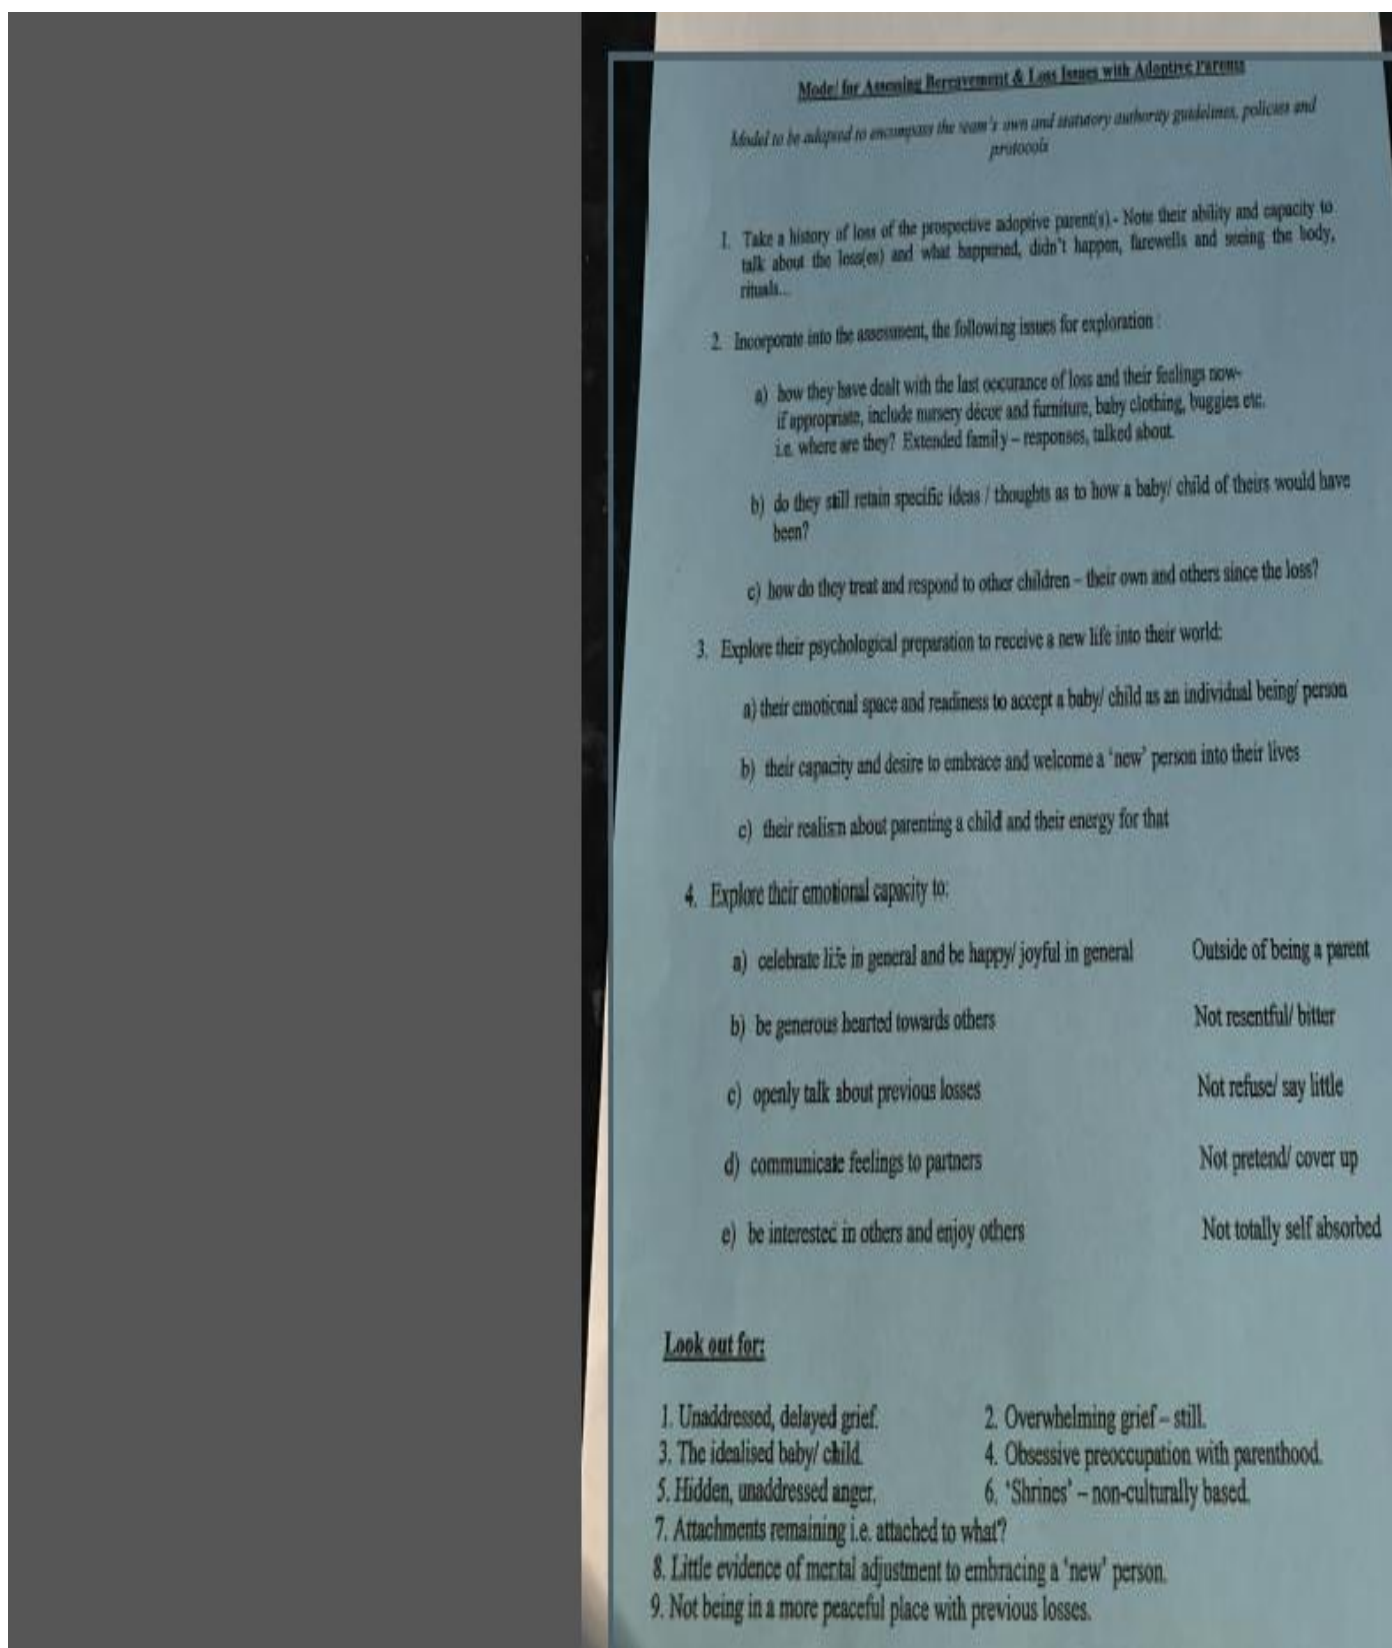 Model for Assessing Bereavement & Loss Issues with Adoptive Parents
Model to be adapted to encompass the team's own and statutory authority guidelines, policies and
protocols
1. Take a history of loss of the prospective adoptive parent(s) - Note their ability and capacity to
talk about the loss(es) and what happened, didn't happen, farewells and seeing the body,
rituals...
2. Incorporate into the assessment, the following issues for exploration :
a) how they have dealt with the last occurance of loss and their feelings now-
if appropriate, include nursery décor and furniture, baby clothing, buggies etc.
i.e. where are they? Extended family – responses, talked about.
b) do they still retain specific ideas / thoughts as to how a baby/ child of theirs would have
been?
c) how do they treat and respond to other children – their own and others since the loss?
3. Explore their psychological preparation to receive a new life into their world:
a) their emotional space and readiness to accept a baby/ child as an individual being/ person
b) their capacity and desire to embrace and welcome a 'new' person into their lives
c) their realism about parenting a child and their energy for that
4. Explore their emotional capacity to:
a) celebrate life in general and be happy/ joyful in general Outside of being a parent
b) be generous hearted towards others Not resentful/ bitter
c) openly talk about previous losses Not refuse/ say little
d) communicate feelings to partners Not pretend/ cover up
e) be interested in others and enjoy others Not totally self absorbed
Look out for:
1. Unaddressed, delayed grief. 2. Overwhelming grief – still.
3. The idealised baby/ child. 4. Obsessive preoccupation with parenthood.
5. Hidden, unaddressed anger. 6. 'Shrines' – non-culturally based.
7. Attachments remaining i.e. attached to what?
8. Little evidence of mental adjustment to embracing a 'new' person.
9. Not being in a more peaceful place with previous losses.